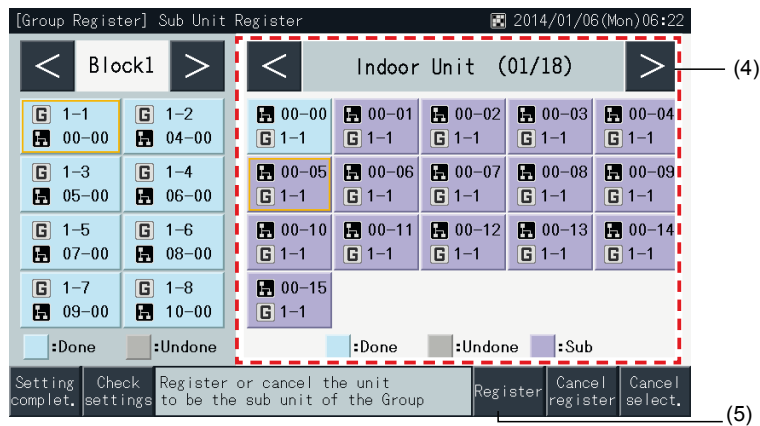 [Group Register] Sub Unit Register 2014/01/06(Mon)06:22
< Block1 > < Indoor Unit (01/18) > (4)
G 1-1 G 1-2 00-00 00-01 00-02 00-03 00-04
00-00 04-00 G 1-1 G 1-1 G 1-1 G 1-1 G 1-1
G 1-3 G 1-4 00-05 00-06 00-07 00-08 00-09
05-00 06-00 G 1-1 G 1-1 G 1-1 G 1-1 G 1-1
G 1-5 G 1-6 00-10 00-11 00-12 00-13 00-14
07-00 08-00 G 1-1 G 1-1 G 1-1 G 1-1 G 1-1
G 1-7 G 1-8 00-15
09-00 10-00 G 1-1
:Done :Undone :Done :Undone :Sub
Setting complet. Check settings Register or cancel the unit
to be the sub unit of the Group Register Cancel register Cancel select.
(5)